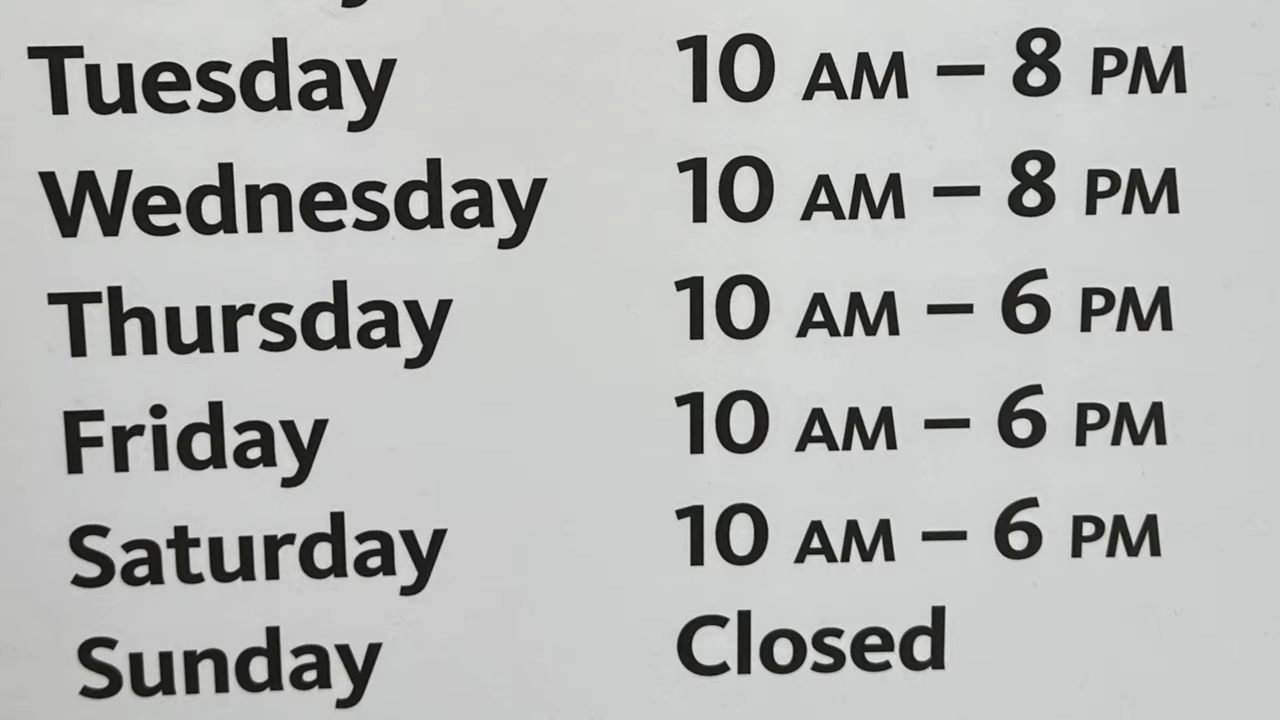 Tuesday 10 AM – 8 PM
Wednesday 10 AM – 8 PM
Thursday 10 AM – 6 PM
Friday 10 AM – 6 PM
Saturday 10 AM – 6 PM
Sunday Closed